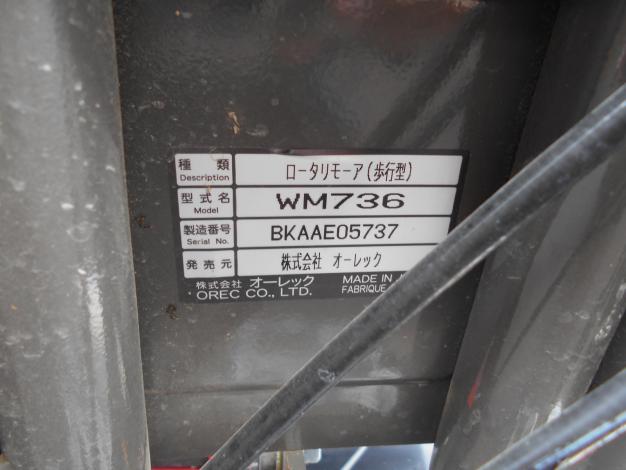 種類 ロータリモーア(歩行型)
Description
型式名 WM736
Model
製造番号 BKAAE05737
Serial No.
発売元 株式会社 オーレック
株式会社 オーレック MADE IN
OREC CO., LTD. FABRIQUE